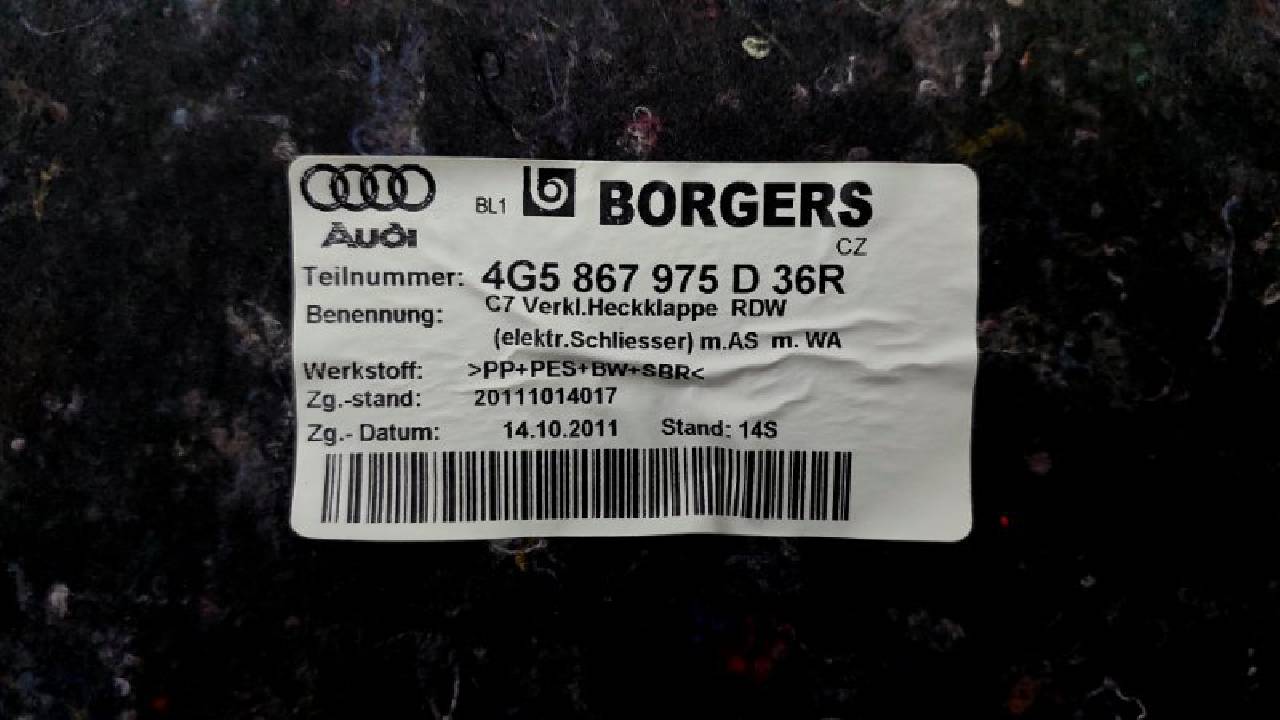 Audi
BL1 BORGERS
CZ
Teilnummer: 4G5 867 975 D 36R
Benennung: C7 Verkl.Heckklappe RDW
(elektr.Schliesser) m.AS m. WA
Werkstoff: >PP+PES+BW+SBR<
Zg.-stand: 20111014017
Zg.- Datum: 14.10.2011 Stand: 14S